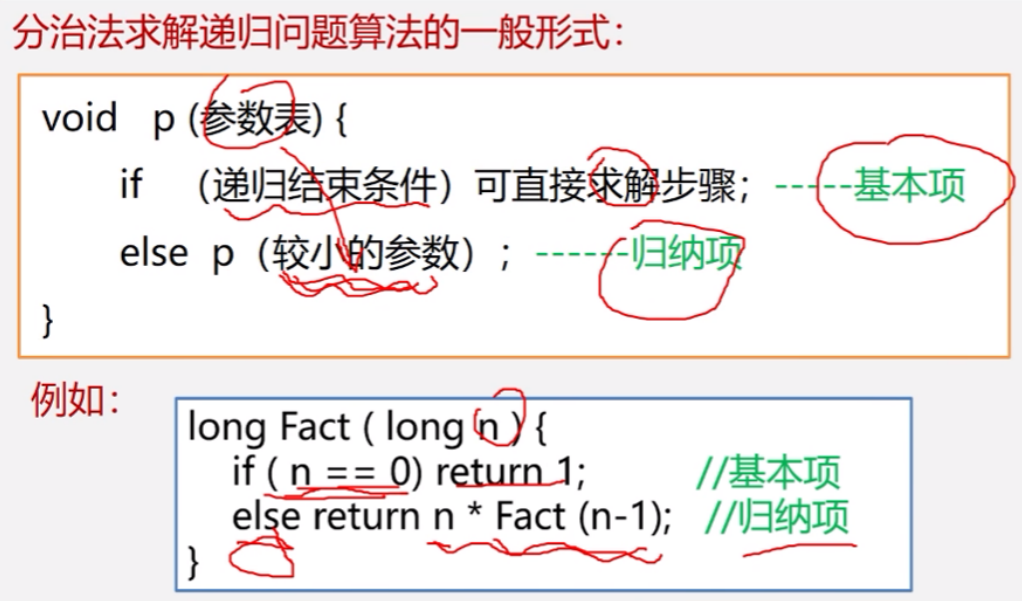 分治法求解递归问题算法的一般形式：
void p (参数表) {
if （递归结束条件）可直接求解步骤； -----基本项
else p（较小的参数）； ------归纳项
}
例如：
long Fact ( long n ) {
if ( n == 0) return 1; //基本项
else return n * Fact (n-1); //归纳项
}